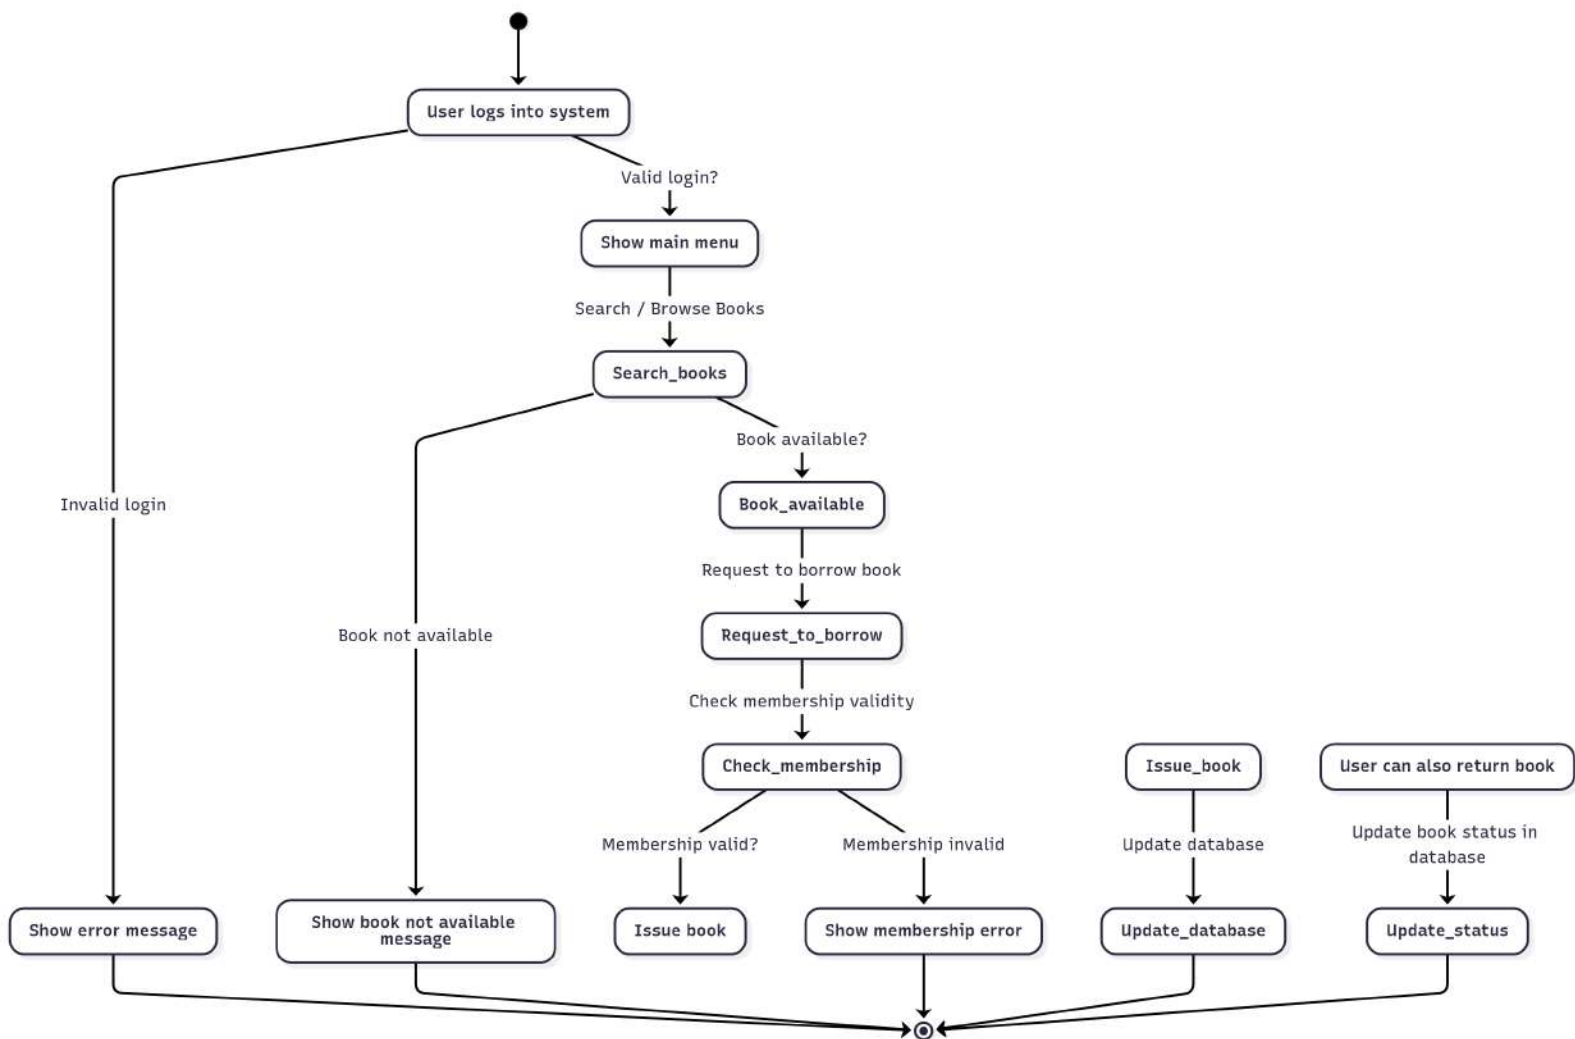 User logs into system
Valid login?
Show main menu
Search / Browse Books
Search_books
Book available?
Invalid login
Book_available
Request to borrow book
Book not available
Request_to_borrow
Check membership validity
Check_membership
Issue_book
User can also return book
Membership valid?
Membership invalid
Update database
Update book status in
database
Show error message
Show book not available
message
Issue book
Show membership error
Update_database
Update_status